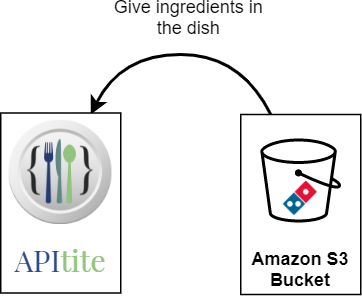 Give ingredients in
the dish
{ }
APItite
Amazon S3
Bucket